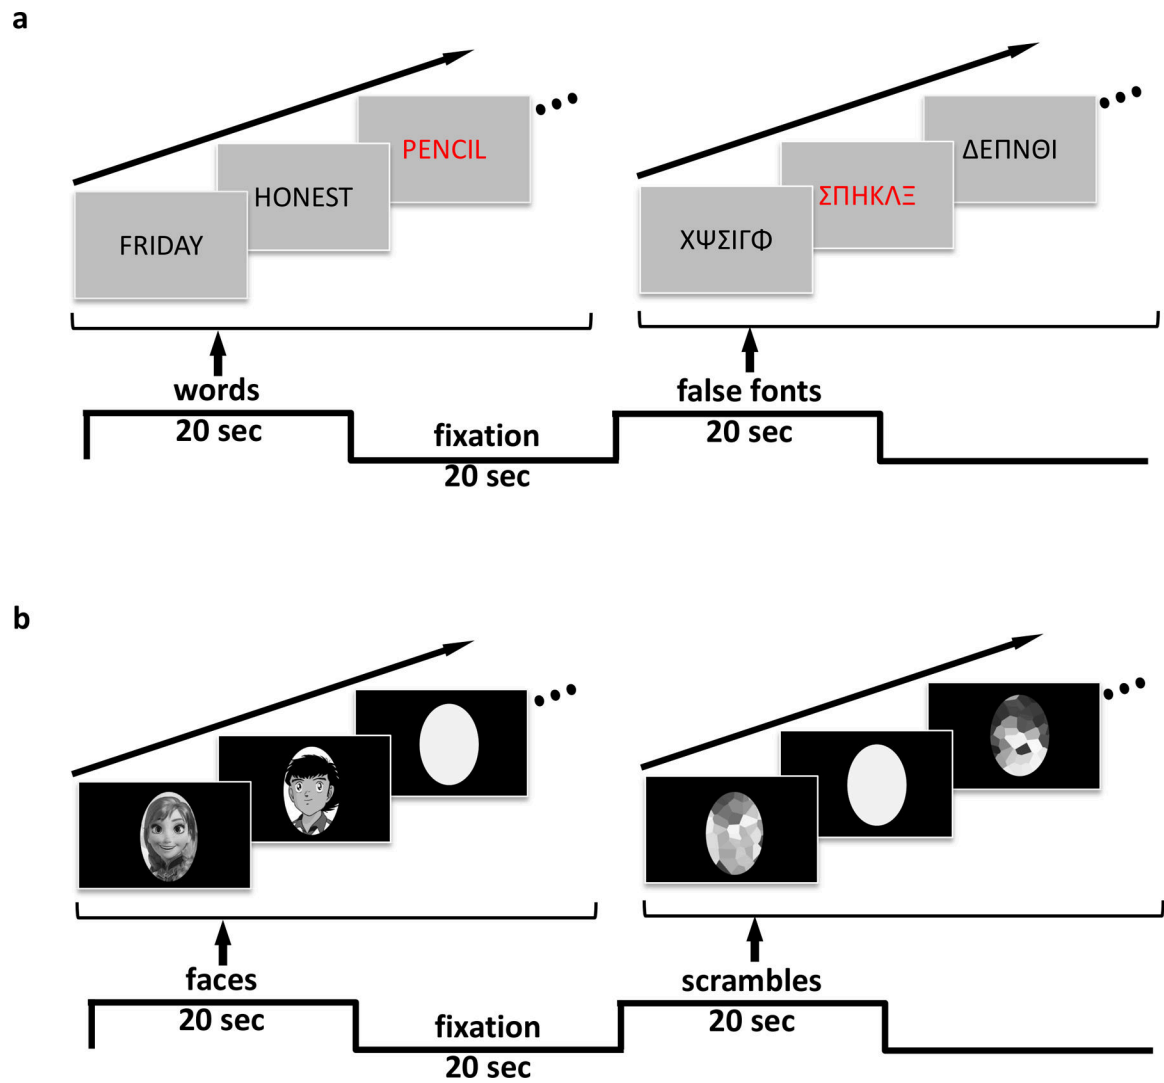 a
PENCIL
HONEST
FRIDAY
ΔΕΠΝΘΙ
ΣΠΗΚΛΞ
ΧΨΣΙΓΦ
words
20 sec
fixation
20 sec
false fonts
20 sec
b
faces
20 sec
fixation
20 sec
scrambles
20 sec